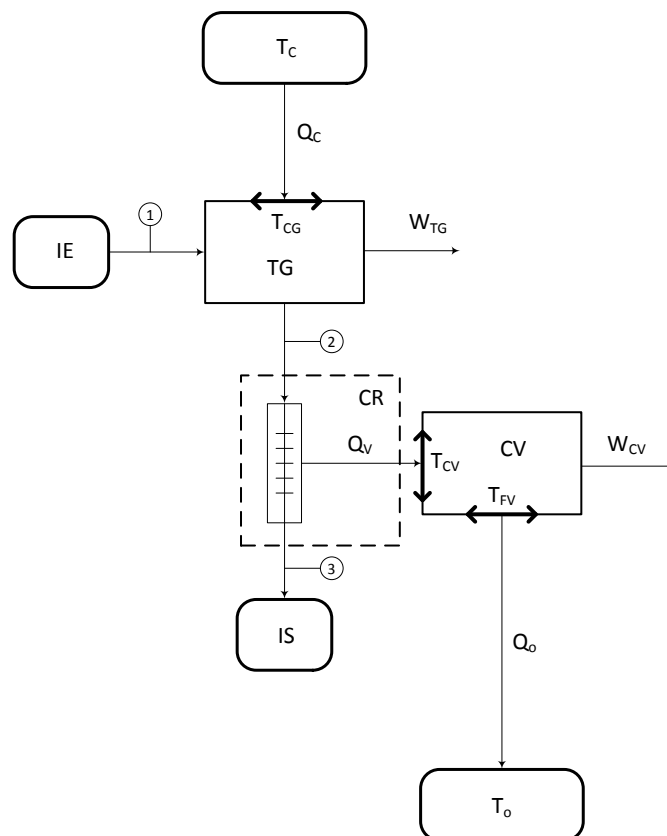 T_C
Q_C
1
IE
T_CG
W_TG
TG
2
CR
CV
W_CV
Q_V
T_CV
T_FV
3
IS
Q_o
T_o